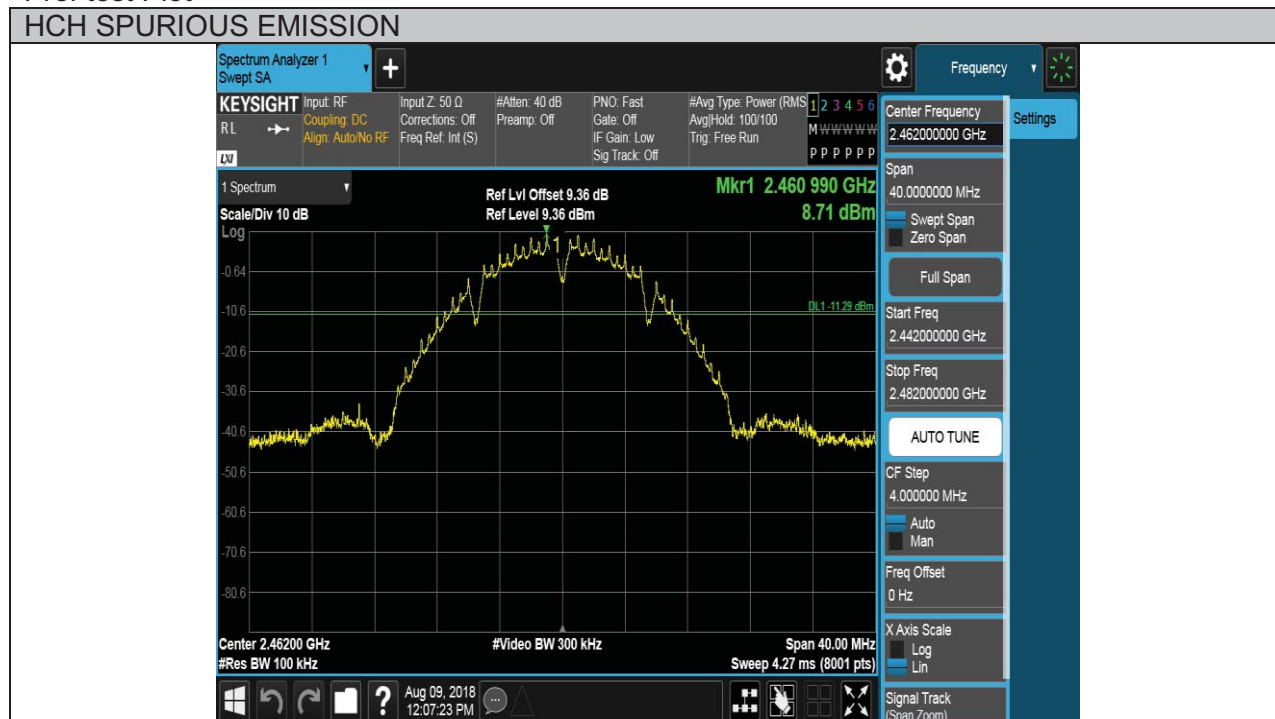 HCH SPURIOUS EMISSION
Spectrum Analyzer 1
Swept SA
+
Frequency
KEYSIGHT
RL
LXI
Input: RF
Coupling: DC
Align: Auto/No RF
Input Z: 50 Ω
Corrections: Off
Freq Ref: Int (S)
#Atten: 40 dB
Preamp: Off
PNO: Fast
Gate: Off
IF Gain: Low
Sig Track: Off
#Avg Type: Power (RMS
Avg|Hold: 100/100
Trig: Free Run
1 2 3 4 5 6
M W W W W W
P P P P P P
1 Spectrum
Scale/Div 10 dB
Ref Lvl Offset 9.36 dB
Ref Level 9.36 dBm
Mkr1 2.460 990 GHz
8.71 dBm
Log
1
-0.64
-10.6
DL1 -11.29 dBm
-20.6
-30.6
-40.6
-50.6
-60.6
-70.6
-80.6
Center 2.46200 GHz
#Video BW 300 kHz
Span 40.00 MHz
#Res BW 100 kHz
Sweep 4.27 ms (8001 pts)
?
Aug 09, 2018
12:07:23 PM
Center Frequency
2.462000000 GHz
Settings
Span
40.0000000 MHz
Swept Span
Zero Span
Full Span
Start Freq
2.442000000 GHz
Stop Freq
2.482000000 GHz
AUTO TUNE
CF Step
4.000000 MHz
Auto
Man
Freq Offset
0 Hz
X Axis Scale
Log
Lin
Signal Track
(Span Zoom)